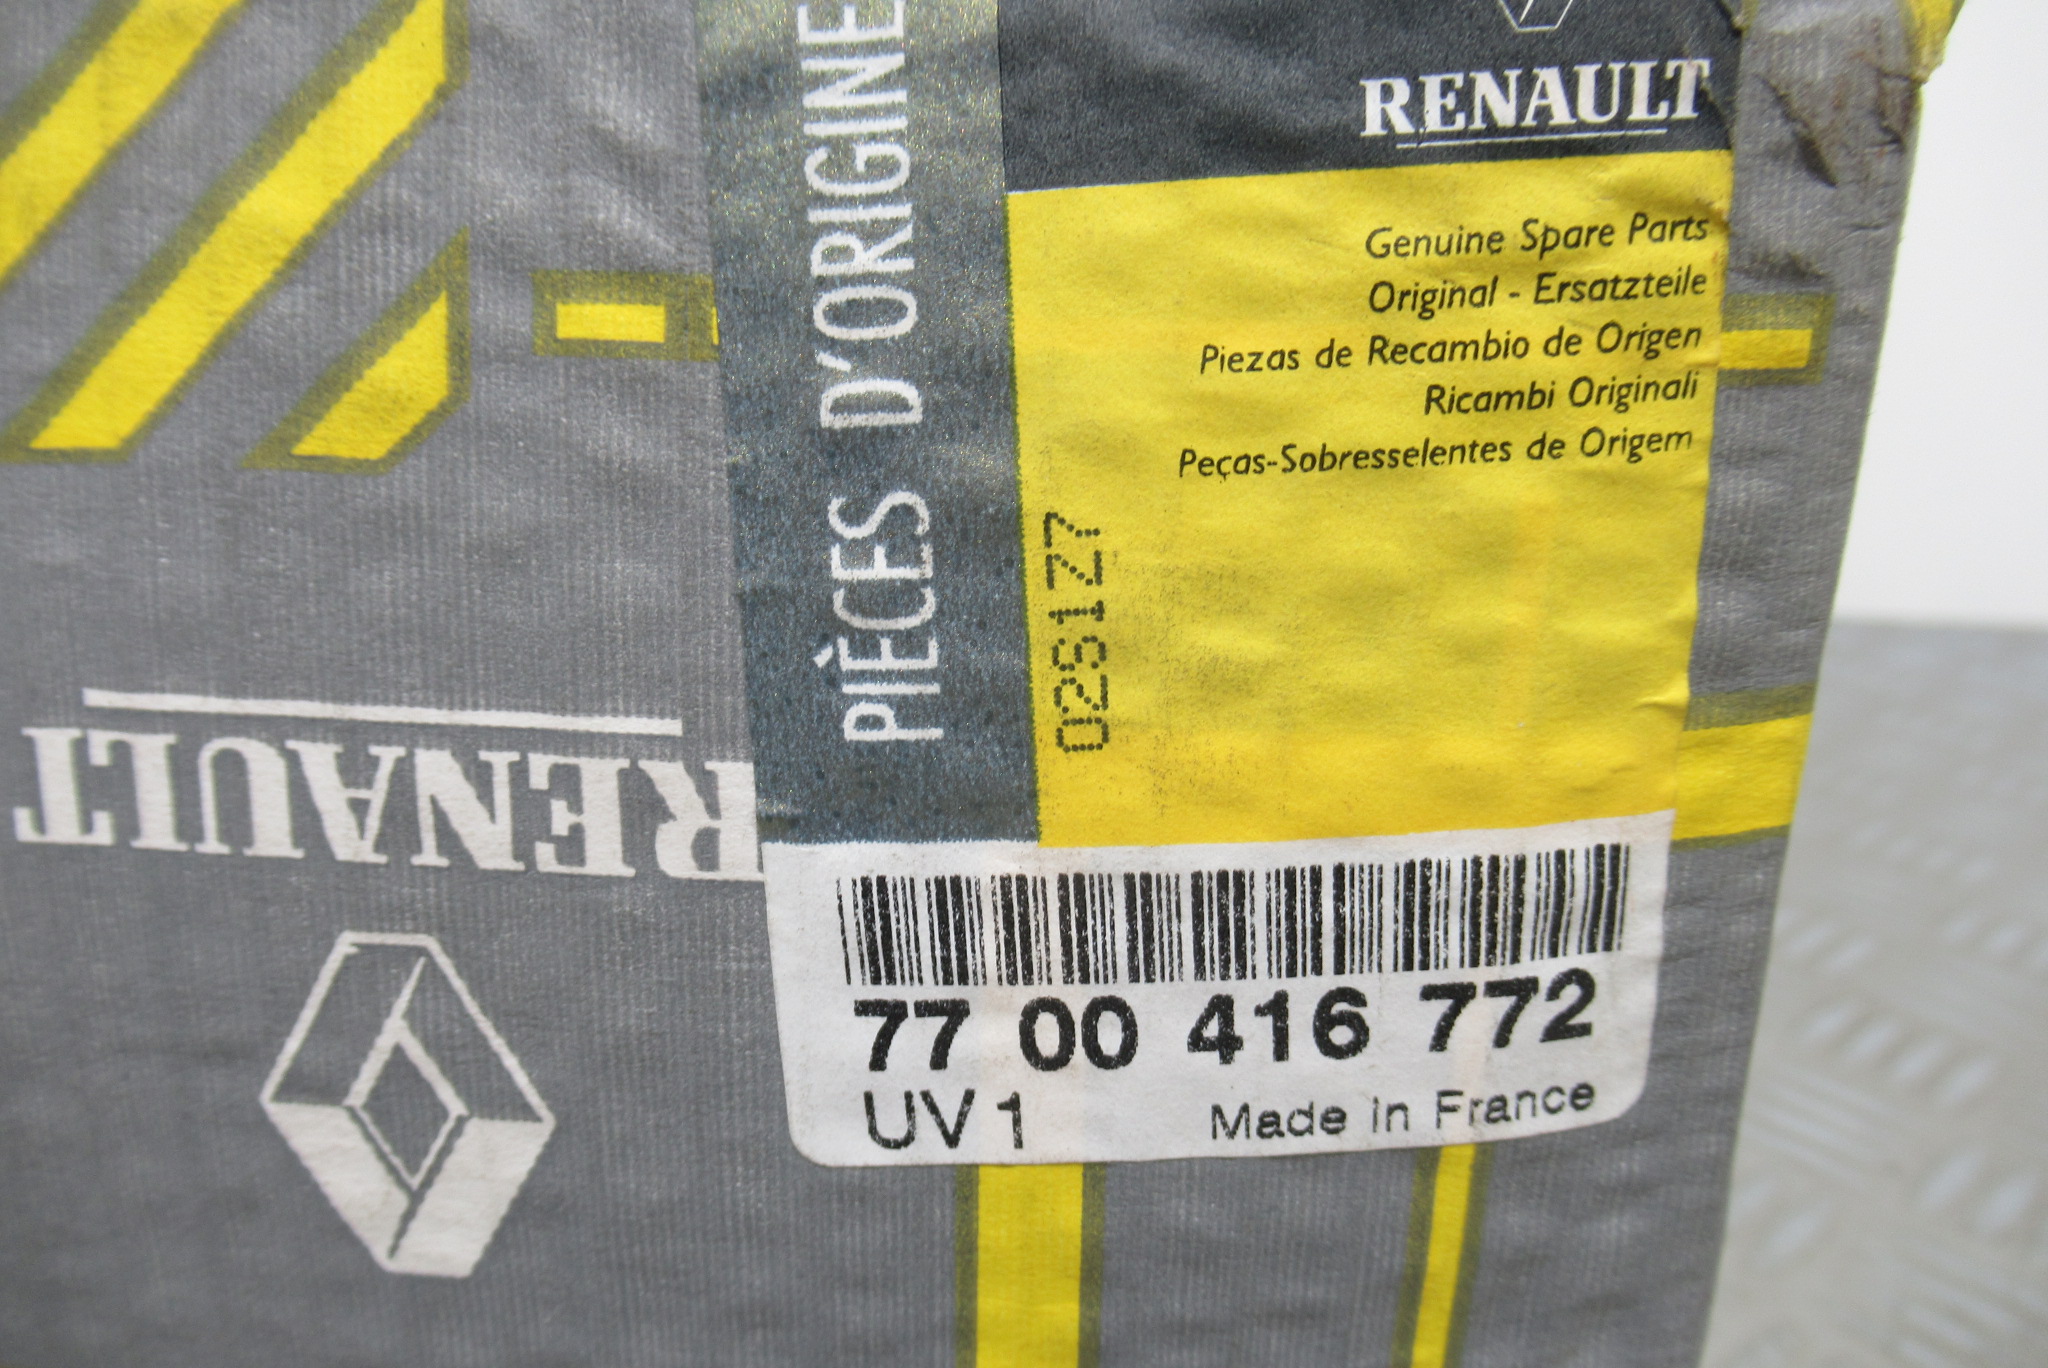 RENAULT
PIÈCES D'ORIGINE
Genuine Spare Parts
Original - Ersatzteile
Piezas de Recambio de Origen
Ricambi Originali
Peças-Sobresselentes de Origem
02S1Z7
RENAULT
77 00 416 772
UV 1 Made in France